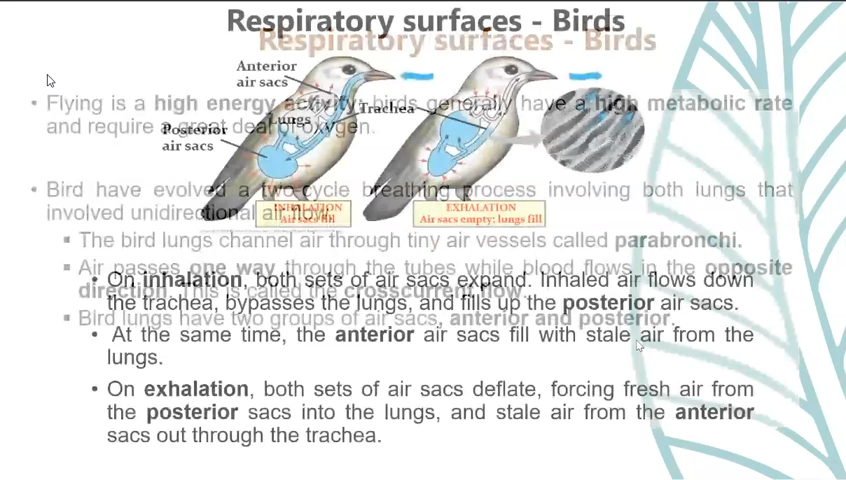 Respiratory surfaces - Birds
Respiratory surfaces - Birds
Anterior
air sacs
Trachea
Lungs
Posterior
air sacs
INHALATION
Air sacs fill
EXHALATION
Air sacs empty; lungs fill
• Flying is a high energy activity, birds generally have a high metabolic rate
and require a great deal of oxygen.
• Bird have evolved a two cycle breathing process involving both lungs that
involved unidirectional air flow.
▪ The bird lungs channel air through tiny air vessels called parabronchi.
▪ Air passes one way through the tubes while blood flows in the opposite
direction. This is called the crosscurrent flow.
▪ Bird lungs have two groups of air sacs, anterior and posterior.
• On inhalation, both sets of air sacs expand. Inhaled air flows down
the trachea, bypasses the lungs, and fills up the posterior air sacs.
• At the same time, the anterior air sacs fill with stale air from the
lungs.
• On exhalation, both sets of air sacs deflate, forcing fresh air from
the posterior sacs into the lungs, and stale air from the anterior
sacs out through the trachea.